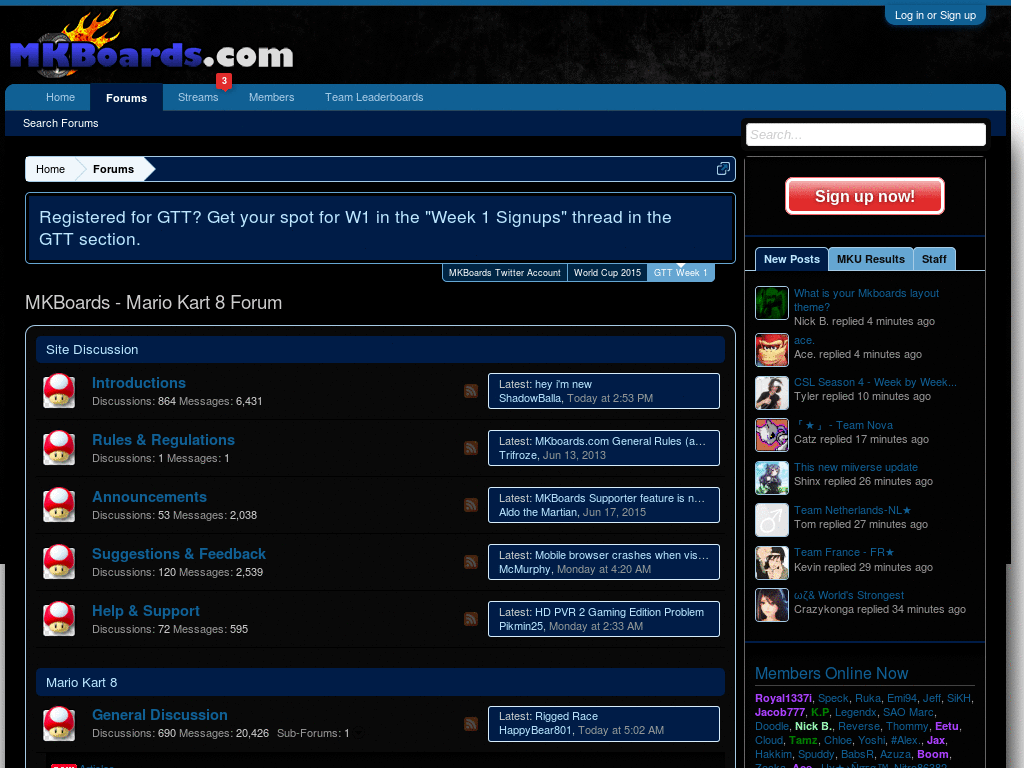 Log in or Sign up
MKBoards.com
3
Home Forums Streams Members Team Leaderboards
Search Forums
Search...
Home Forums
Registered for GTT? Get your spot for W1 in the "Week 1 Signups" thread in the
GTT section.
MKBoards Twitter Account World Cup 2015 GTT Week 1
MKBoards - Mario Kart 8 Forum
Site Discussion
Introductions
Discussions: 864 Messages: 6,431
Latest: hey i'm new
ShadowBalla, Today at 2:53 PM
Rules & Regulations
Discussions: 1 Messages: 1
Latest: MKboards.com General Rules (a...
Trifroze, Jun 13, 2013
Announcements
Discussions: 53 Messages: 2,038
Latest: MKBoards Supporter feature is n...
Aldo the Martian, Jun 17, 2015
Suggestions & Feedback
Discussions: 120 Messages: 2,539
Latest: Mobile browser crashes when vis...
McMurphy, Monday at 4:20 AM
Help & Support
Discussions: 72 Messages: 595
Latest: HD PVR 2 Gaming Edition Problem
Pikmin25, Monday at 2:33 AM
Mario Kart 8
General Discussion
Discussions: 690 Messages: 20,426 Sub-Forums: 1
Latest: Rigged Race
HappyBear801, Today at 5:02 AM
Articles
Sign up now!
New Posts MKU Results Staff
What is your Mkboards layout
theme?
Nick B. replied 4 minutes ago
ace.
Ace. replied 4 minutes ago
CSL Season 4 - Week by Week...
Tyler replied 10 minutes ago
「★」 - Team Nova
Catz replied 17 minutes ago
This new miiverse update
Shinx replied 26 minutes ago
Team Netherlands-NL★
Tom replied 27 minutes ago
Team France - FR★
Kevin replied 29 minutes ago
ωζ& World's Strongest
Crazykonga replied 34 minutes ago
Members Online Now
Royal1337i, Speck, Ruka, Emi94, Jeff, SiKH,
Jacob777, K.P, Legendx, SAO Marc,
Doodle, Nick B., Reverse, Thommy, Eetu,
Cloud, Tamz, Chloe, Yoshi, #Alex., Jax,
Hakkim, Spuddy, BabsR, Azuza, Boom,